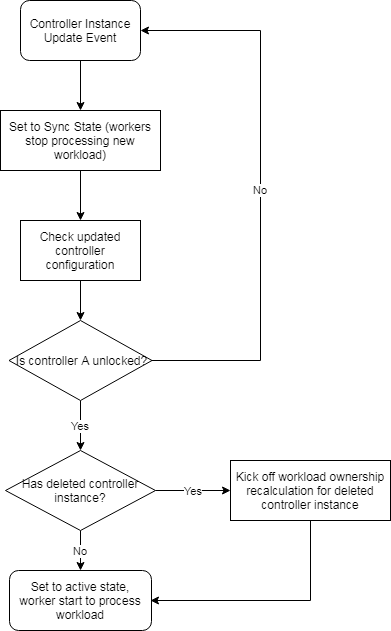 Controller Instance
Update Event
Set to Sync State (workers
stop processing new
workload)
No
Check updated
controller
configuration
Is controller A unlocked?
Yes
Has deleted controller
instance?
Yes
Kick off workload ownership
recalculation for deleted
controller instance
No
Set to active state,
worker start to process
workload